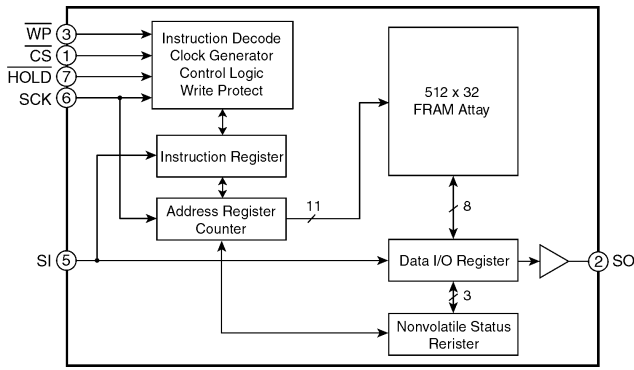 WP 3
CS 1
HOLD 7
SCK 6
Instruction Decode
Clock Generator
Control Logic
Write Protect
512 x 32
FRAM Attay
Instruction Register
Address Register
Counter
11
8
SI 5
Data I/O Register
2 SO
3
Nonvolatile Status
Rerister